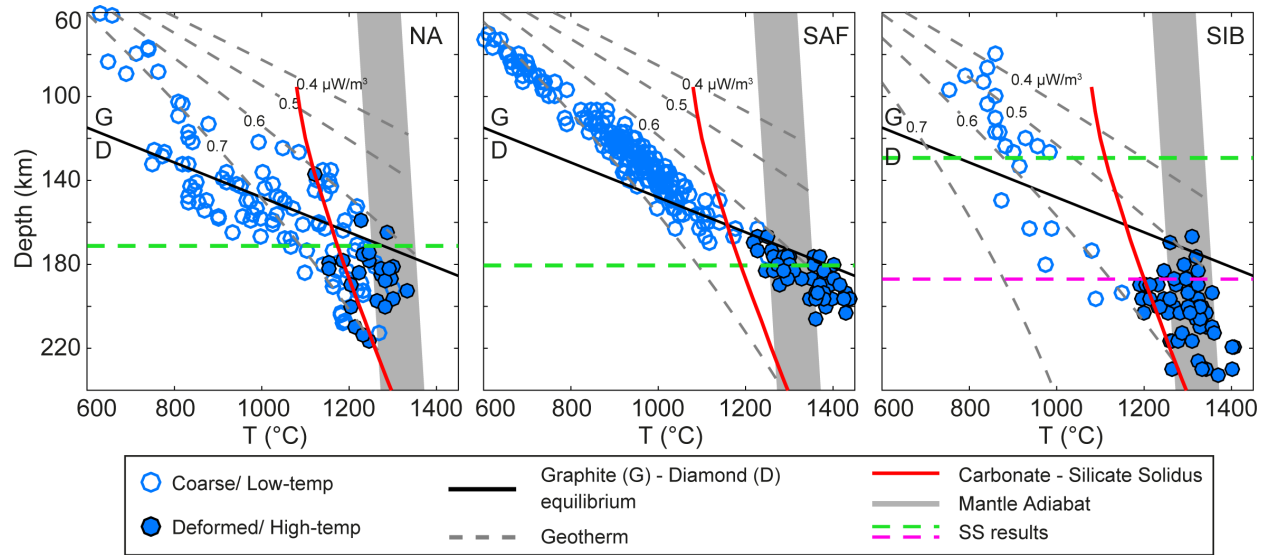 NA
SAF
SIB
60
100
140
180
220
Depth (km)
0.4 µW/m³
0.5
0.6
0.7
G
D
0.4 µW/m³
0.5
0.6
G
D
0.4 µW/m³
0.5
0.6
0.7
G
D
600 800 1000 1200 1400
600 800 1000 1200 1400
600 800 1000 1200 1400
T (°C)
T (°C)
T (°C)
Coarse/ Low-temp
Deformed/ High-temp
Graphite (G) - Diamond (D)
equilibrium
Geotherm
Carbonate - Silicate Solidus
Mantle Adiabat
SS results